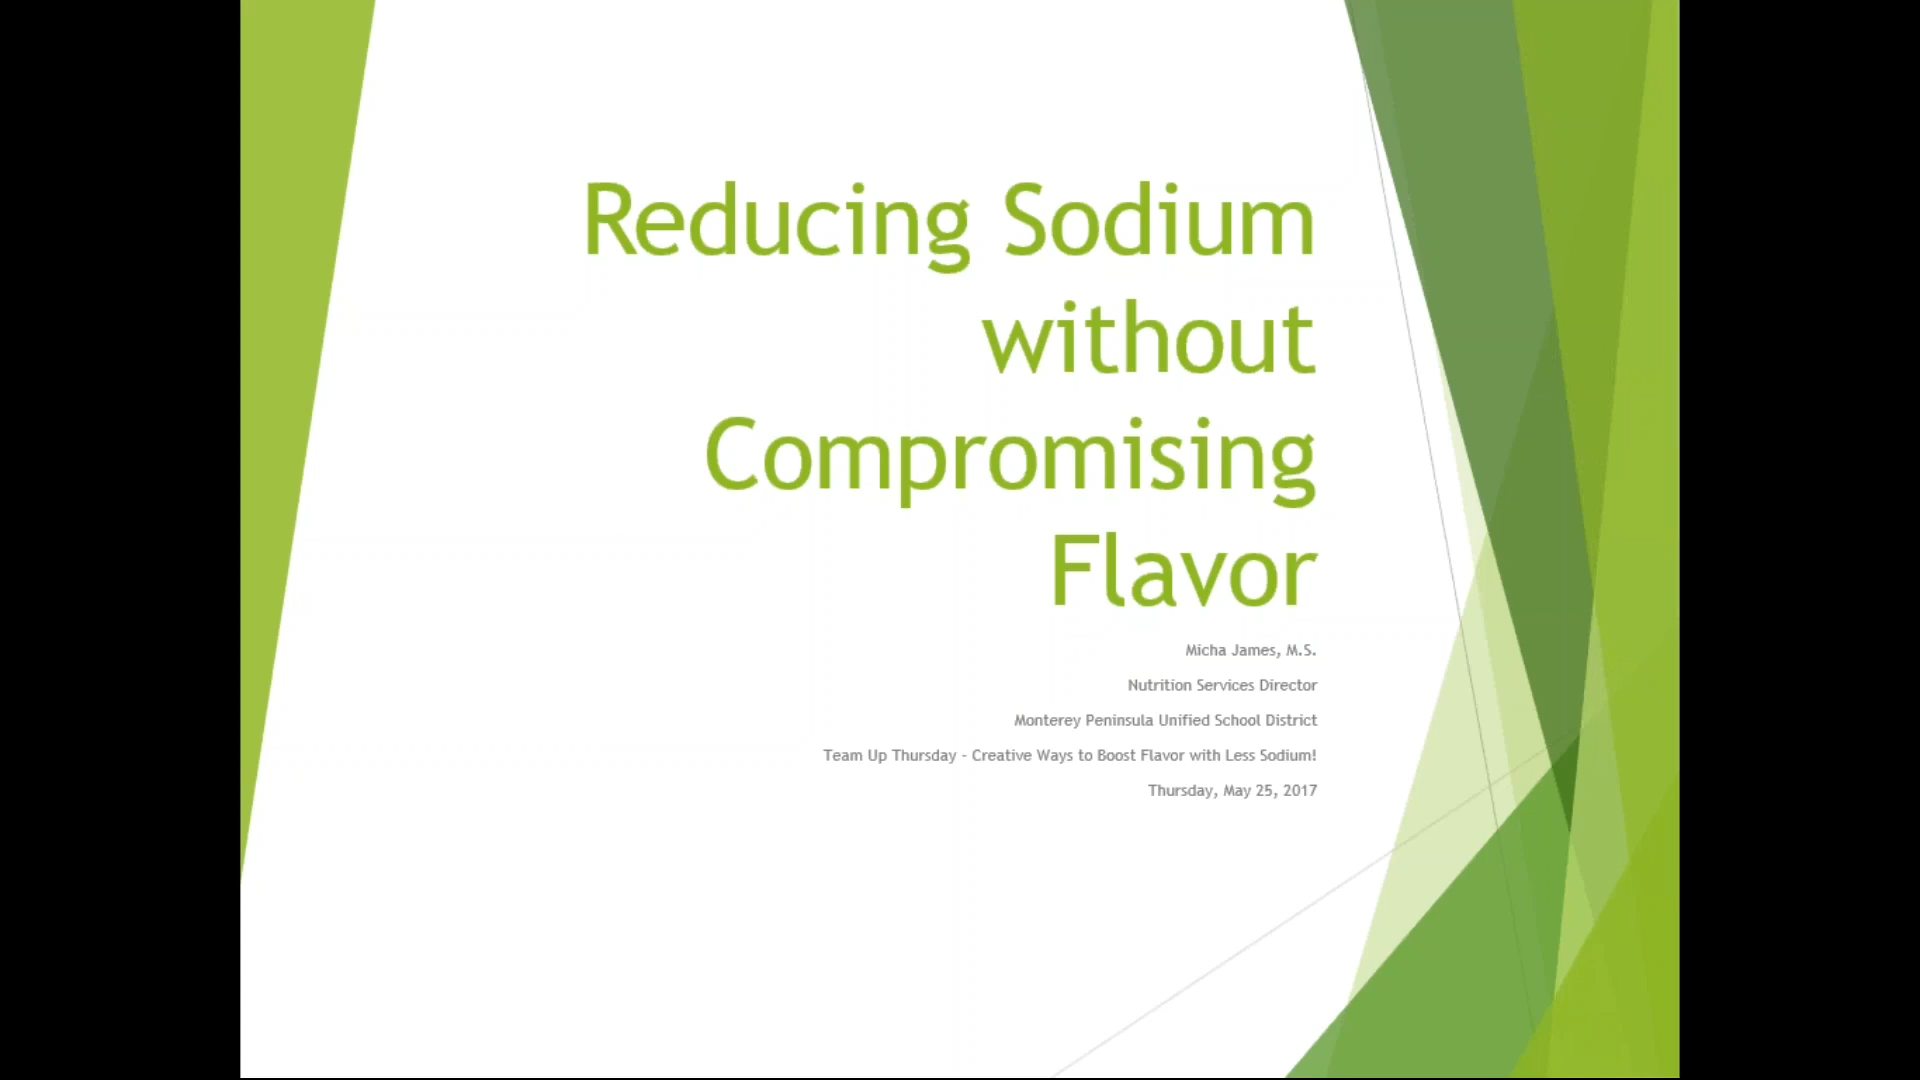 Reducing Sodium
without
Compromising
Flavor
Micha James, M.S.
Nutrition Services Director
Monterey Peninsula Unified School District
Team Up Thursday - Creative Ways to Boost Flavor with Less Sodium!
Thursday, May 25, 2017